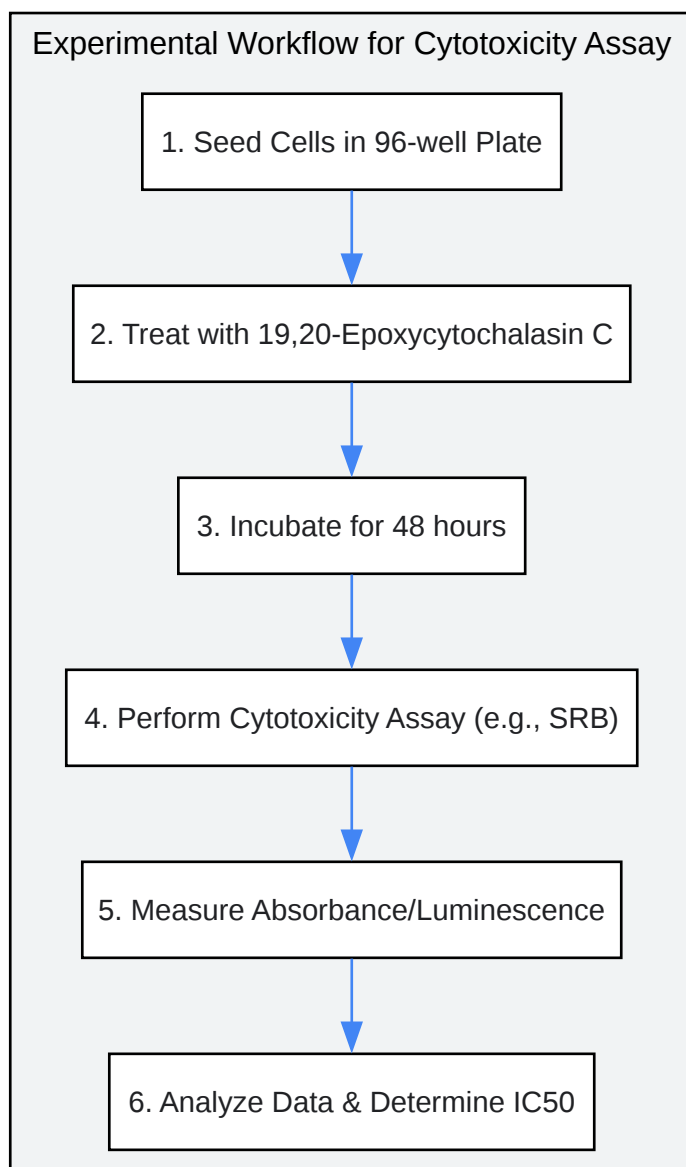 Experimental Workflow for Cytotoxicity Assay
1. Seed Cells in 96-well Plate
2. Treat with 19,20-Epoxycytochalasin C
3. Incubate for 48 hours
4. Perform Cytotoxicity Assay (e.g., SRB)
5. Measure Absorbance/Luminescence
6. Analyze Data & Determine IC50